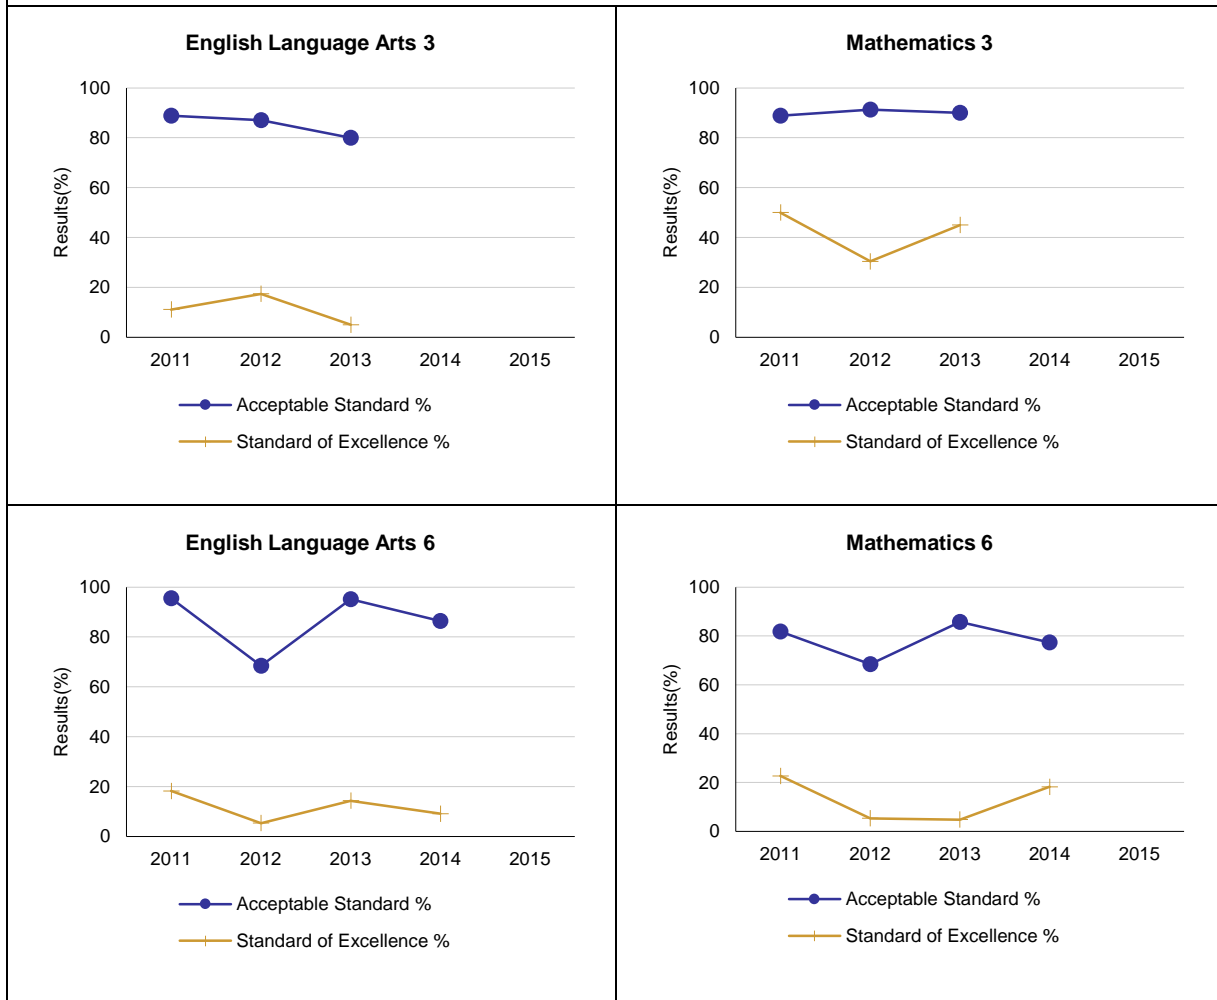 English Language Arts 3
100
80
60
40
20
0
Results(%)
2011 2012 2013 2014 2015
Acceptable Standard %
Standard of Excellence %
Mathematics 3
100
80
60
40
20
0
Results(%)
2011 2012 2013 2014 2015
Acceptable Standard %
Standard of Excellence %
English Language Arts 6
100
80
60
40
20
0
Results(%)
2011 2012 2013 2014 2015
Acceptable Standard %
Standard of Excellence %
Mathematics 6
100
80
60
40
20
0
Results(%)
2011 2012 2013 2014 2015
Acceptable Standard %
Standard of Excellence %